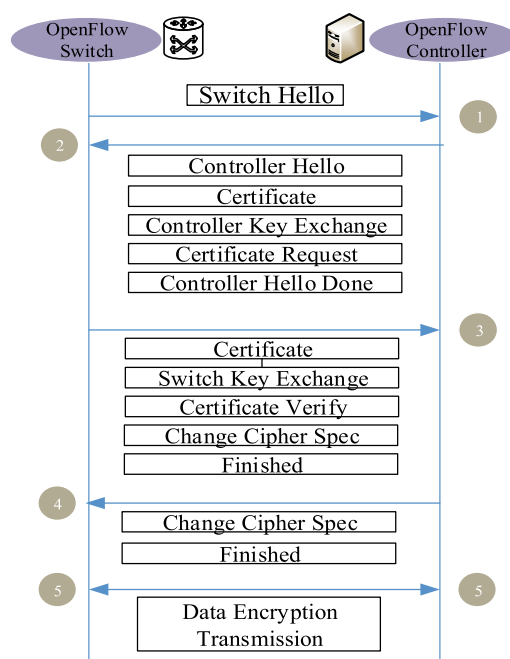 OpenFlow
Switch
OpenFlow
Controller
Switch Hello
1
2
Controller Hello
Certificate
Controller Key Exchange
Certificate Request
Controller Hello Done
3
Certificate
Switch Key Exchange
Certificate Verify
Change Cipher Spec
Finished
4
Change Cipher Spec
Finished
5
5
Data Encryption
Transmission